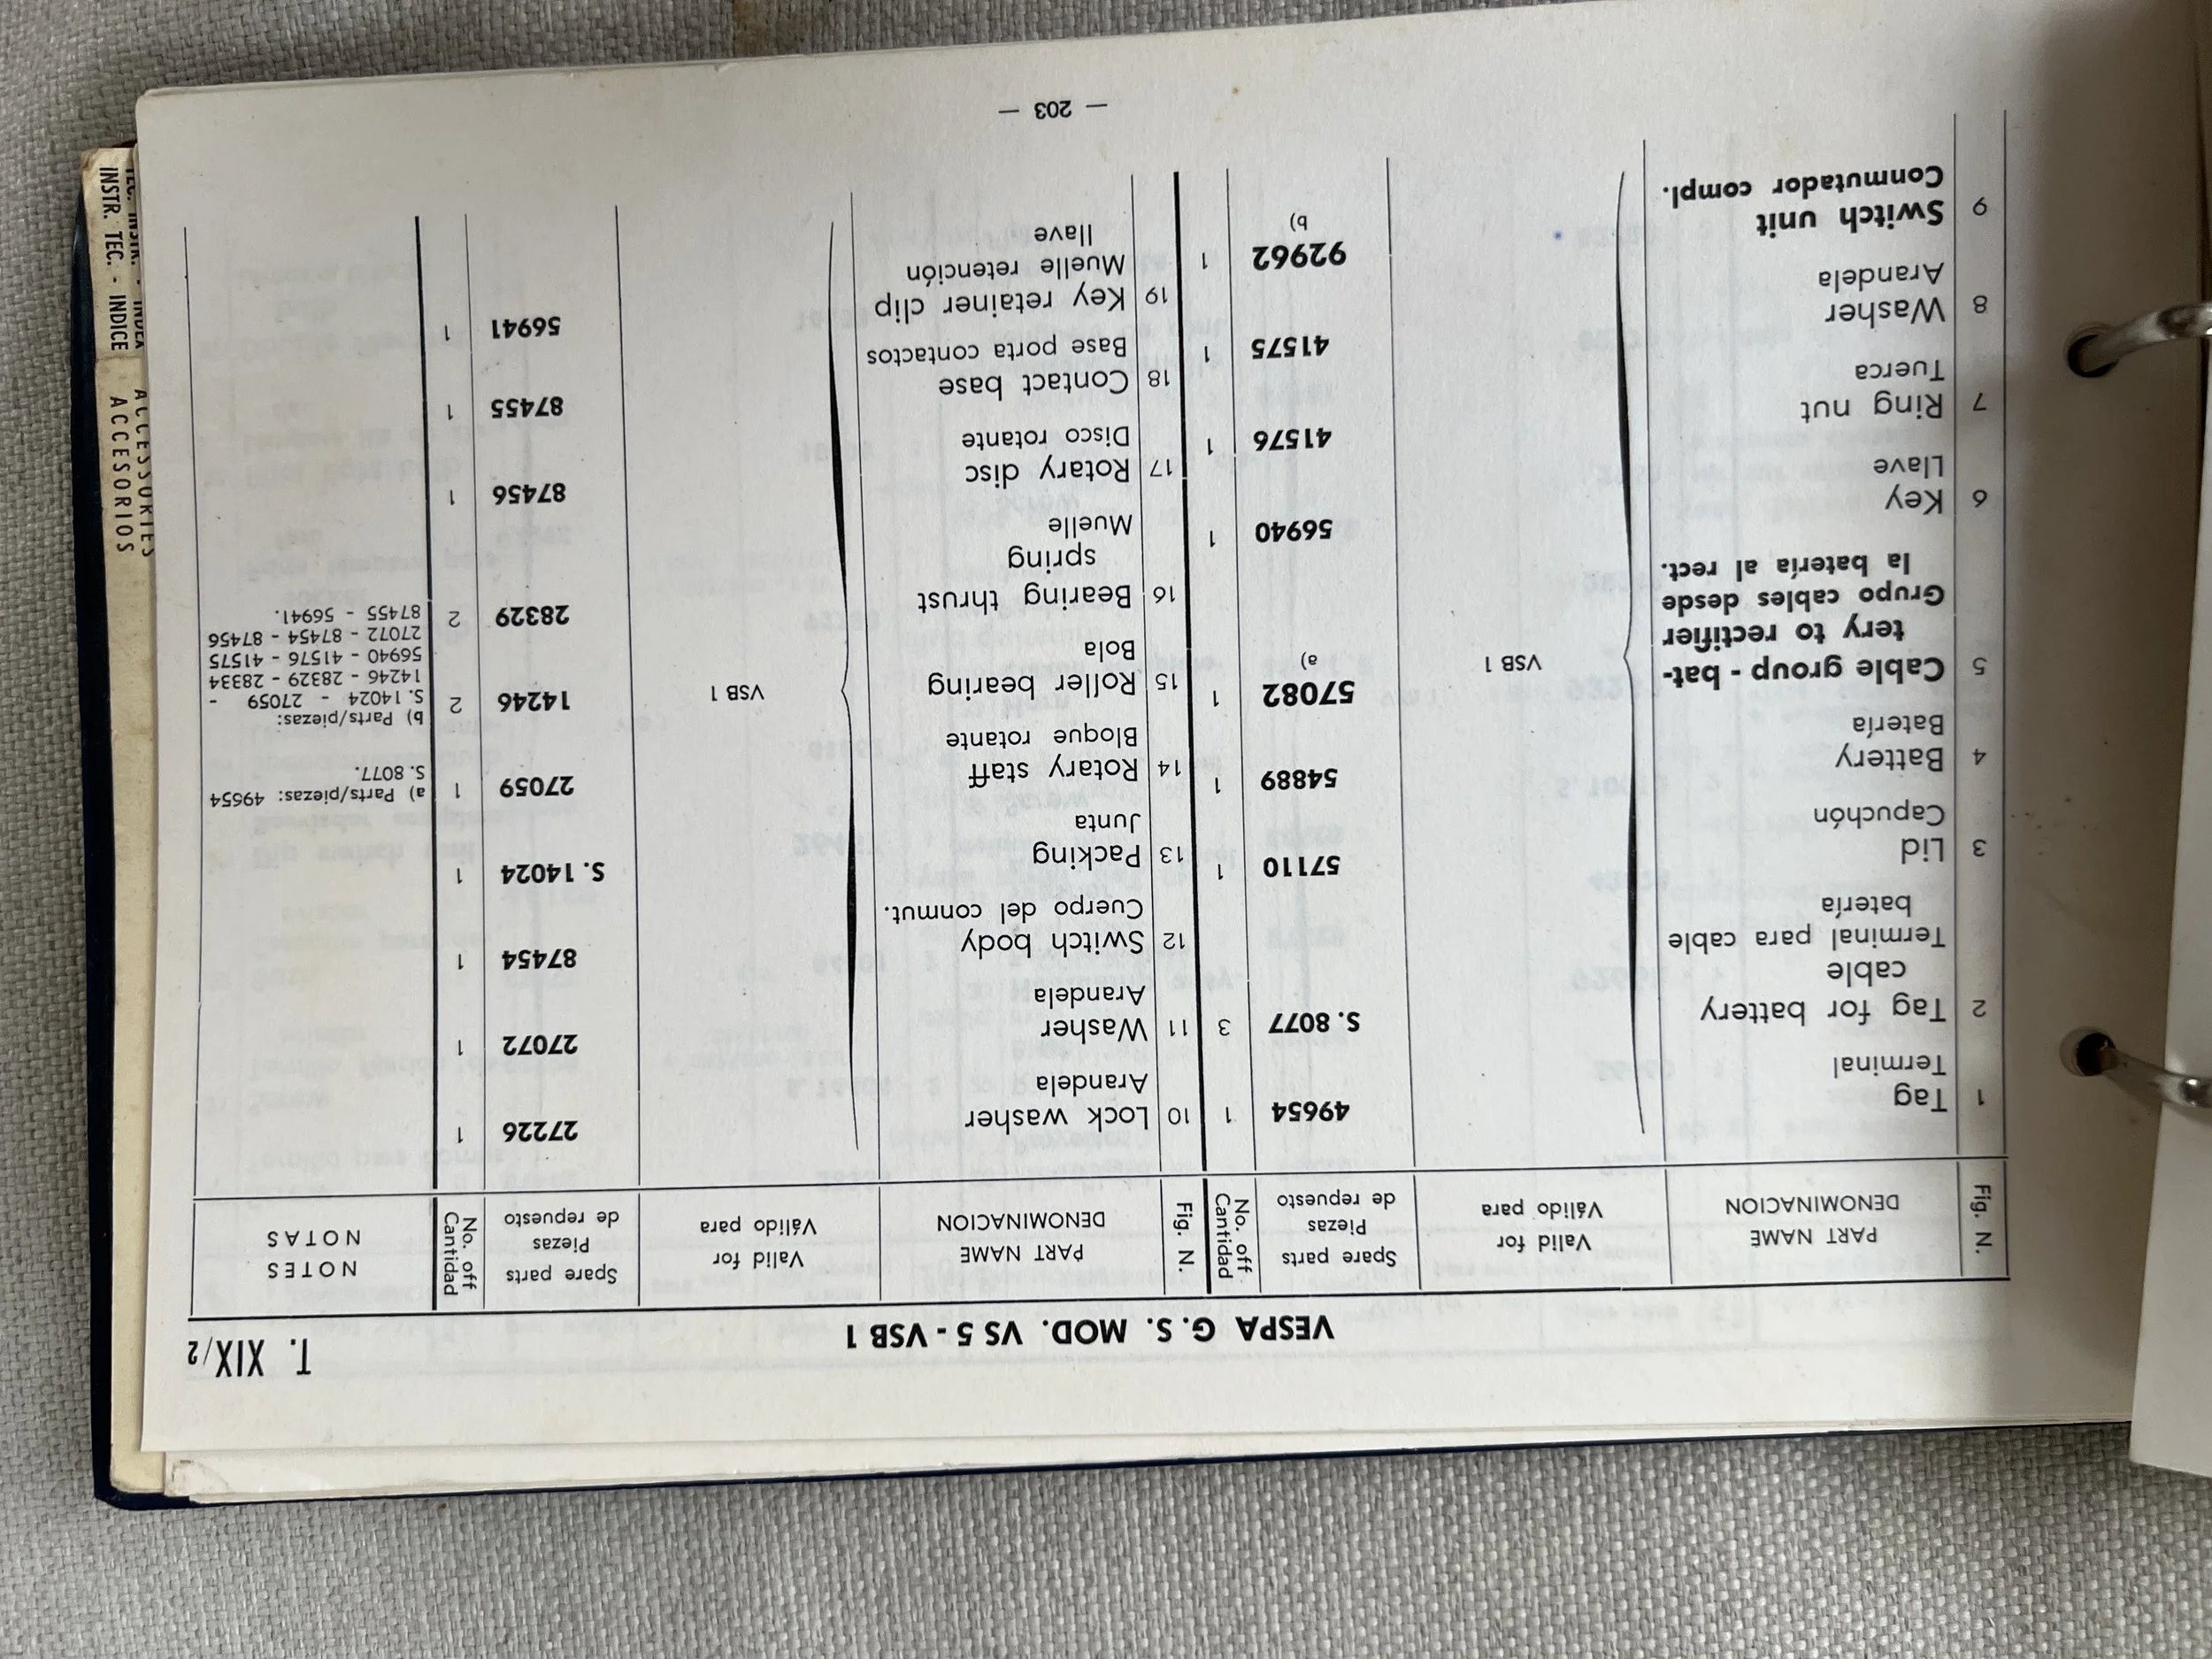 T. XIX/2
VESPA G. S. MOD. VS 5 - VSB 1
Fig. N.
PART NAME
DENOMINACION
Valid for
Válido para
Spare parts
Piezas
de repuesto
No. off
Cantidad
Fig. N.
PART NAME
DENOMINACION
Valid for
Válido para
Spare parts
Piezas
de repuesto
No. off
Cantidad
NOTES
NOTAS
1 Tag 49654 1
Terminal
2 Tag for battery S. 8077 3
cable
Terminal para cable
batería
3 Lid 57110 1
Capuchón
4 Battery 54889 1
Batería
5 Cable group - bat- 57082 1
tery to rectifier a)
Grupo cables desde
la batería al rect.
VSB 1
6 Key 56940 1
Llave
7 Ring nut 41576 1
Tuerca
8 Washer 41575 1
Arandela
9 Switch unit 92962 1
Conmutador compl. b)
10 Lock washer 27226 1
Arandela
11 Washer 27072 1
Arandela
12 Switch body 87454 1
Cuerpo del conmut.
13 Packing S. 14024 1
Junta
14 Rotary staff 27059 1
Bloque rotante
15 Roller bearing 14246 2
Bola
VSB 1
16 Bearing thrust 28329 2
spring
Muelle
17 Rotary disc 87456 1
Disco rotante
18 Contact base 87455 1
Base porta contactos
19 Key retainer clip 56941 1
Muelle retención
llave
a) Parts/piezas: 49654
S. 8077.
b) Parts/piezas:
S. 14024 - 27059 -
14246 - 28329 - 28334
56940 - 41576 - 41575
27072 - 87454 - 87456
87455 - 56941.
— 203 —
TEC. INSTR. - INDEX ACCESSORIES
INSTR. TEC. - INDICE ACCESORIOS